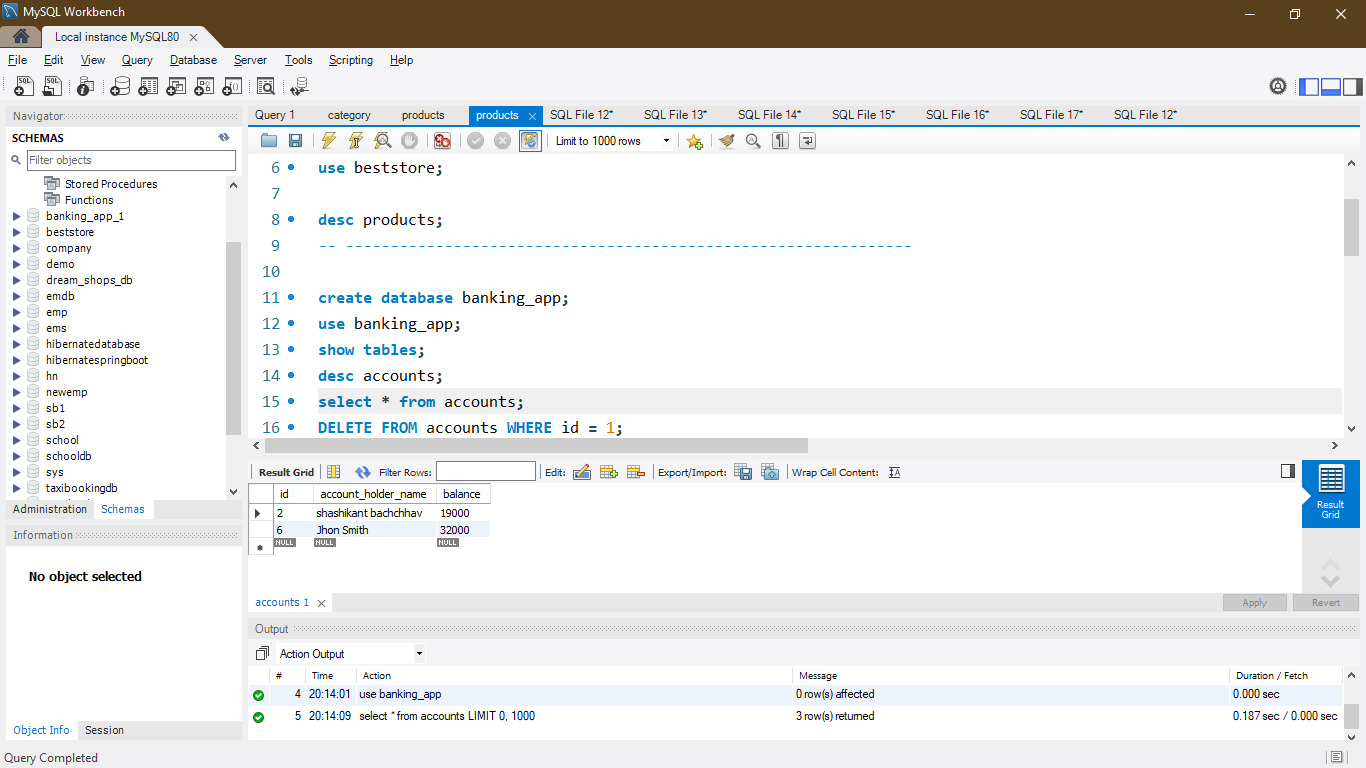 MySQL Workbench
Local instance MySQL80
File Edit View Query Database Server Tools Scripting Help
Navigator
SCHEMAS
Filter objects
Stored Procedures
Functions
banking_app_1
beststore
company
demo
dream_shops_db
emdb
emp
ems
hibernatedatabase
hibernatespringboot
hn
newemp
sb1
sb2
school
schooldb
sys
taxibookingdb
Administration Schemas
Information
No object selected
Object Info Session
Query 1 category products products SQL File 12* SQL File 13* SQL File 14* SQL File 15* SQL File 16* SQL File 17* SQL File 12*
Limit to 1000 rows
6 use beststore;
7
8 desc products;
9 -- ---------------------------------------------------------------
10
11 create database banking_app;
12 use banking_app;
13 show tables;
14 desc accounts;
15 select * from accounts;
16 DELETE FROM accounts WHERE id = 1;
Result Grid Filter Rows: Edit: Export/Import: Wrap Cell Content:
id account_holder_name balance
2 shashikant bachchhav 19000
6 Jhon Smith 32000
NULL NULL NULL
Result
Grid
accounts 1
Apply Revert
Output
Action Output
# Time Action Message Duration / Fetch
4 20:14:01 use banking_app 0 row(s) affected 0.000 sec
5 20:14:09 select * from accounts LIMIT 0, 1000 3 row(s) returned 0.187 sec / 0.000 sec
Query Completed